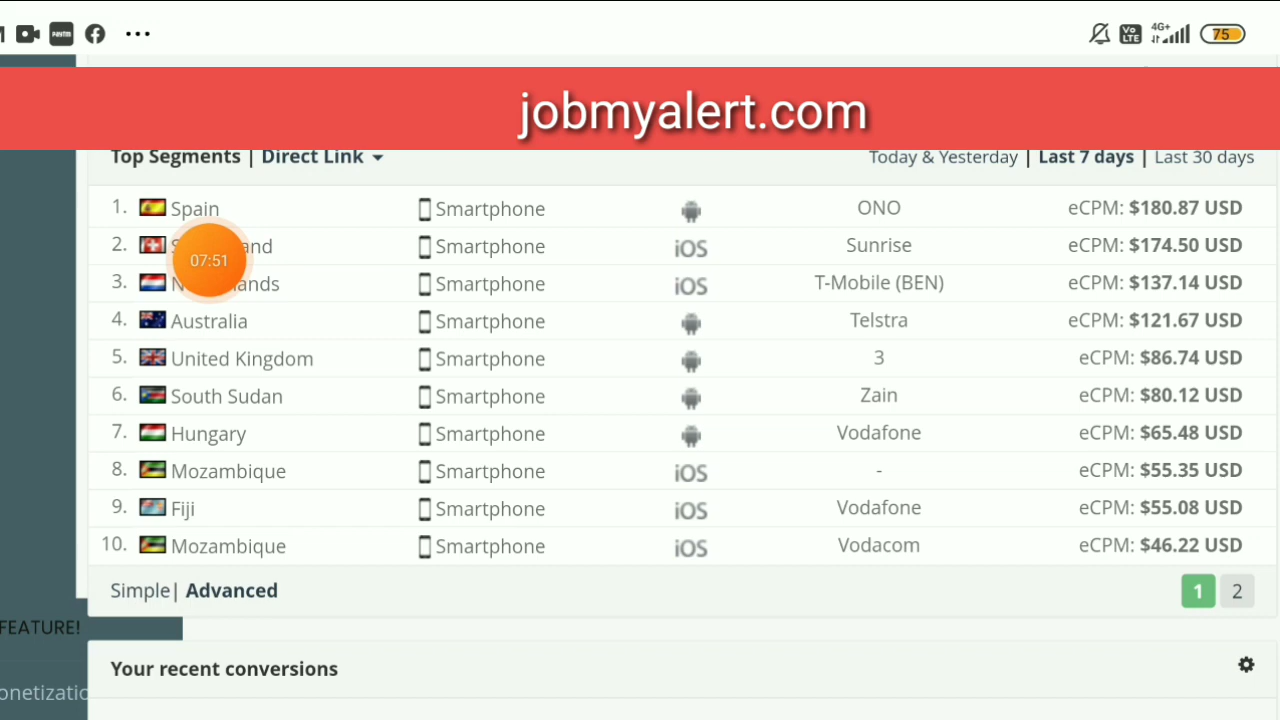 paytm
Vo LTE
4G+
75
jobmyalert.com
Top Segments | Direct Link
Today & Yesterday | Last 7 days | Last 30 days
1. Spain Smartphone ONO eCPM: $180.87 USD
2. Smartphone iOS Sunrise eCPM: $174.50 USD
07:51
3. Smartphone iOS T-Mobile (BEN) eCPM: $137.14 USD
4. Australia Smartphone Telstra eCPM: $121.67 USD
5. United Kingdom Smartphone 3 eCPM: $86.74 USD
6. South Sudan Smartphone Zain eCPM: $80.12 USD
7. Hungary Smartphone Vodafone eCPM: $65.48 USD
8. Mozambique Smartphone iOS - eCPM: $55.35 USD
9. Fiji Smartphone iOS Vodafone eCPM: $55.08 USD
10. Mozambique Smartphone iOS Vodacom eCPM: $46.22 USD
Simple| Advanced
1 2
FEATURE!
Your recent conversions
onetizatio